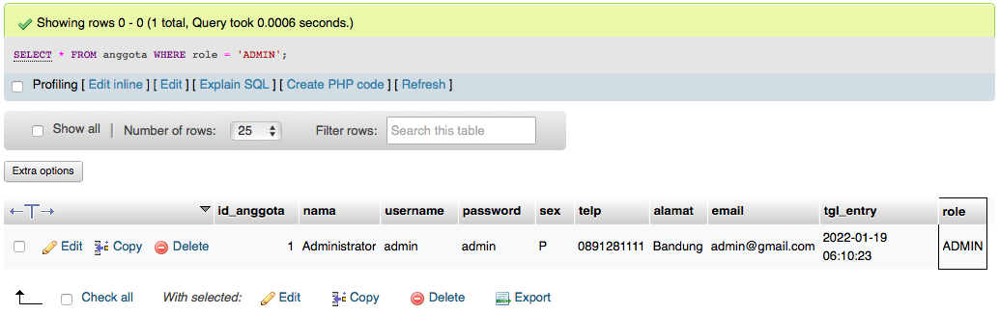 Showing rows 0 - 0 (1 total, Query took 0.0006 seconds.)
SELECT * FROM anggota WHERE role = 'ADMIN';
Profiling [ Edit inline ] [ Edit ] [ Explain SQL ] [ Create PHP code ] [ Refresh ]
Show all | Number of rows: 25 Filter rows: Search this table
Extra options
id_anggota nama username password sex telp alamat email tgl_entry role
Edit Copy Delete 1 Administrator admin admin P 0891281111 Bandung admin@gmail.com 2022-01-19 ADMIN
06:10:23
Check all With selected: Edit Copy Delete Export